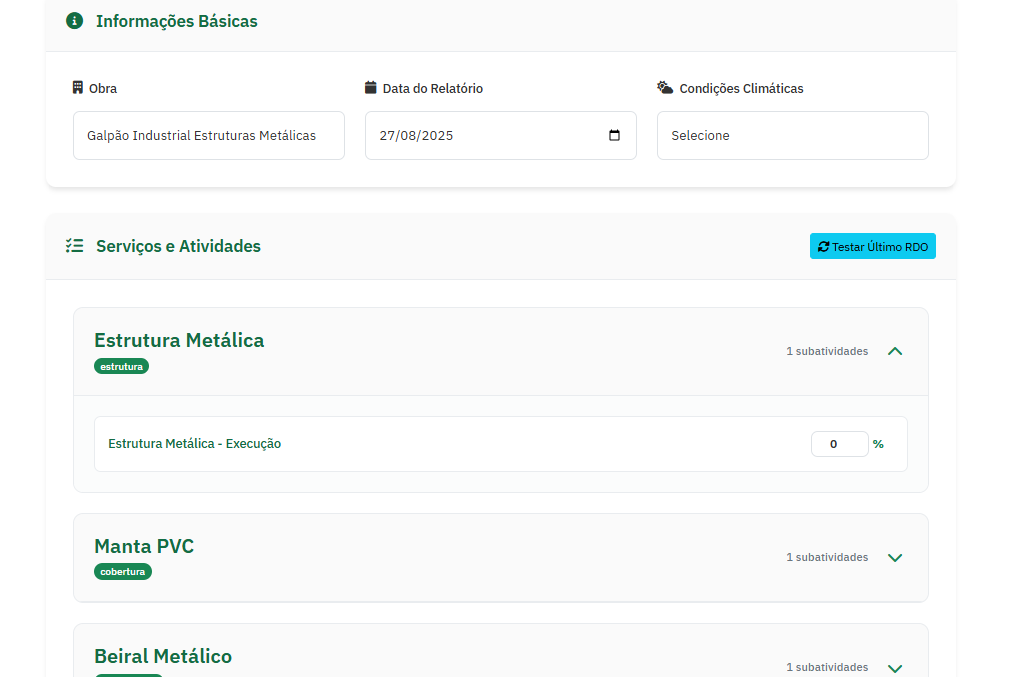 Informações Básicas
Obra
Data do Relatório
Condições Climáticas
Galpão Industrial Estruturas Metálicas
27/08/2025
Selecione
Serviços e Atividades
Testar Último RDO
Estrutura Metálica
estrutura
1 subatividades
Estrutura Metálica - Execução
0
%
Manta PVC
cobertura
1 subatividades
Beiral Metálico
1 subatividades